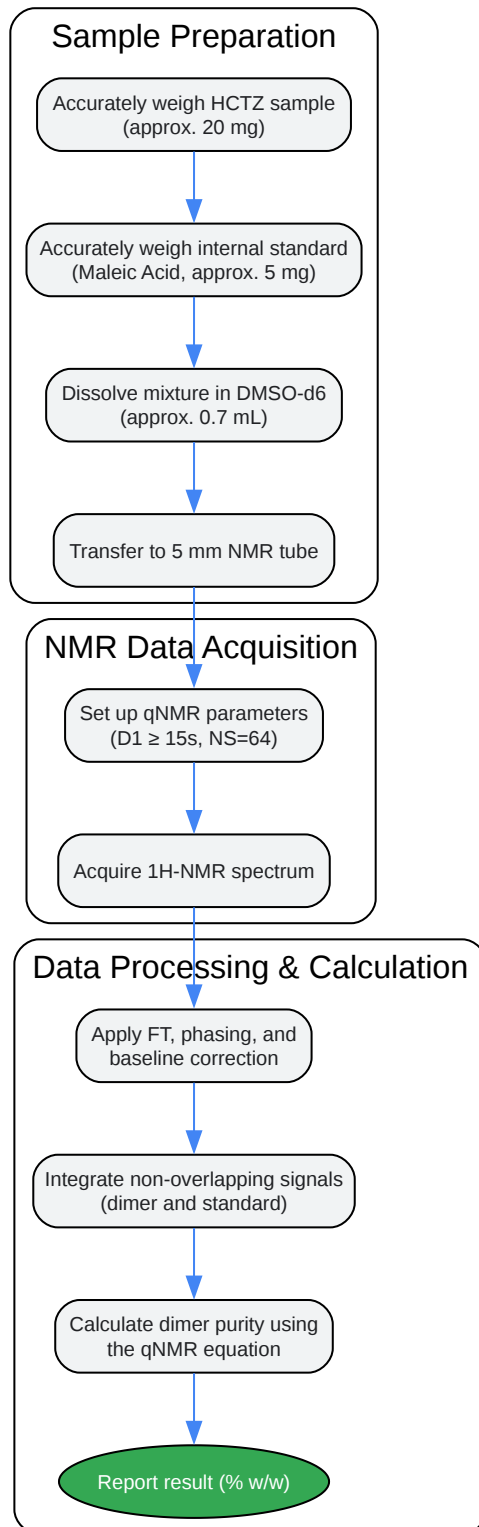 Sample Preparation
Accurately weigh HCTZ sample
(approx. 20 mg)
Accurately weigh internal standard
(Maleic Acid, approx. 5 mg)
Dissolve mixture in DMSO-d6
(approx. 0.7 mL)
Transfer to 5 mm NMR tube
NMR Data Acquisition
Set up qNMR parameters
(D1 ≥ 15s, NS=64)
Acquire 1H-NMR spectrum
Data Processing & Calculation
Apply FT, phasing, and
baseline correction
Integrate non-overlapping signals
(dimer and standard)
Calculate dimer purity using
the qNMR equation
Report result (% w/w)